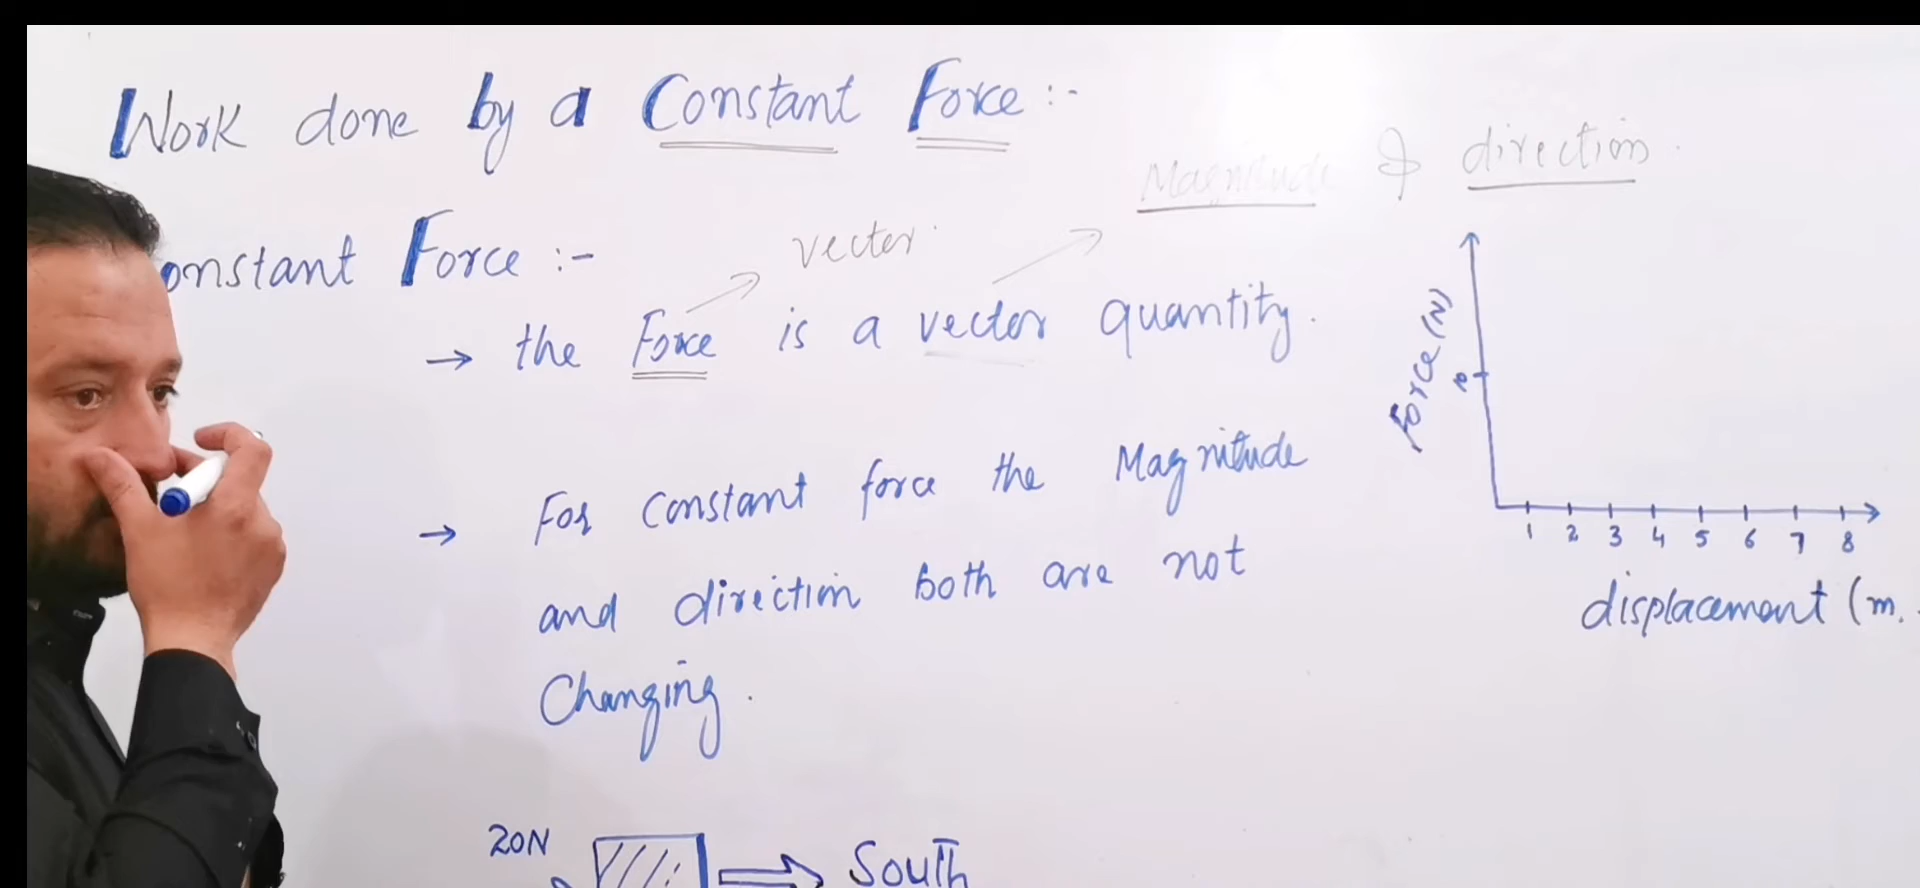 Work done by a Constant Force :-
Magnitude & direction.
onstant Force :-
vector.
→ the Force is a vector quantity.
→ For Constant force the Magnitude
and direction both are not
Changing.
20N
South
Force (N)
1 2 3 4 5 6 7 8
displacement (m.